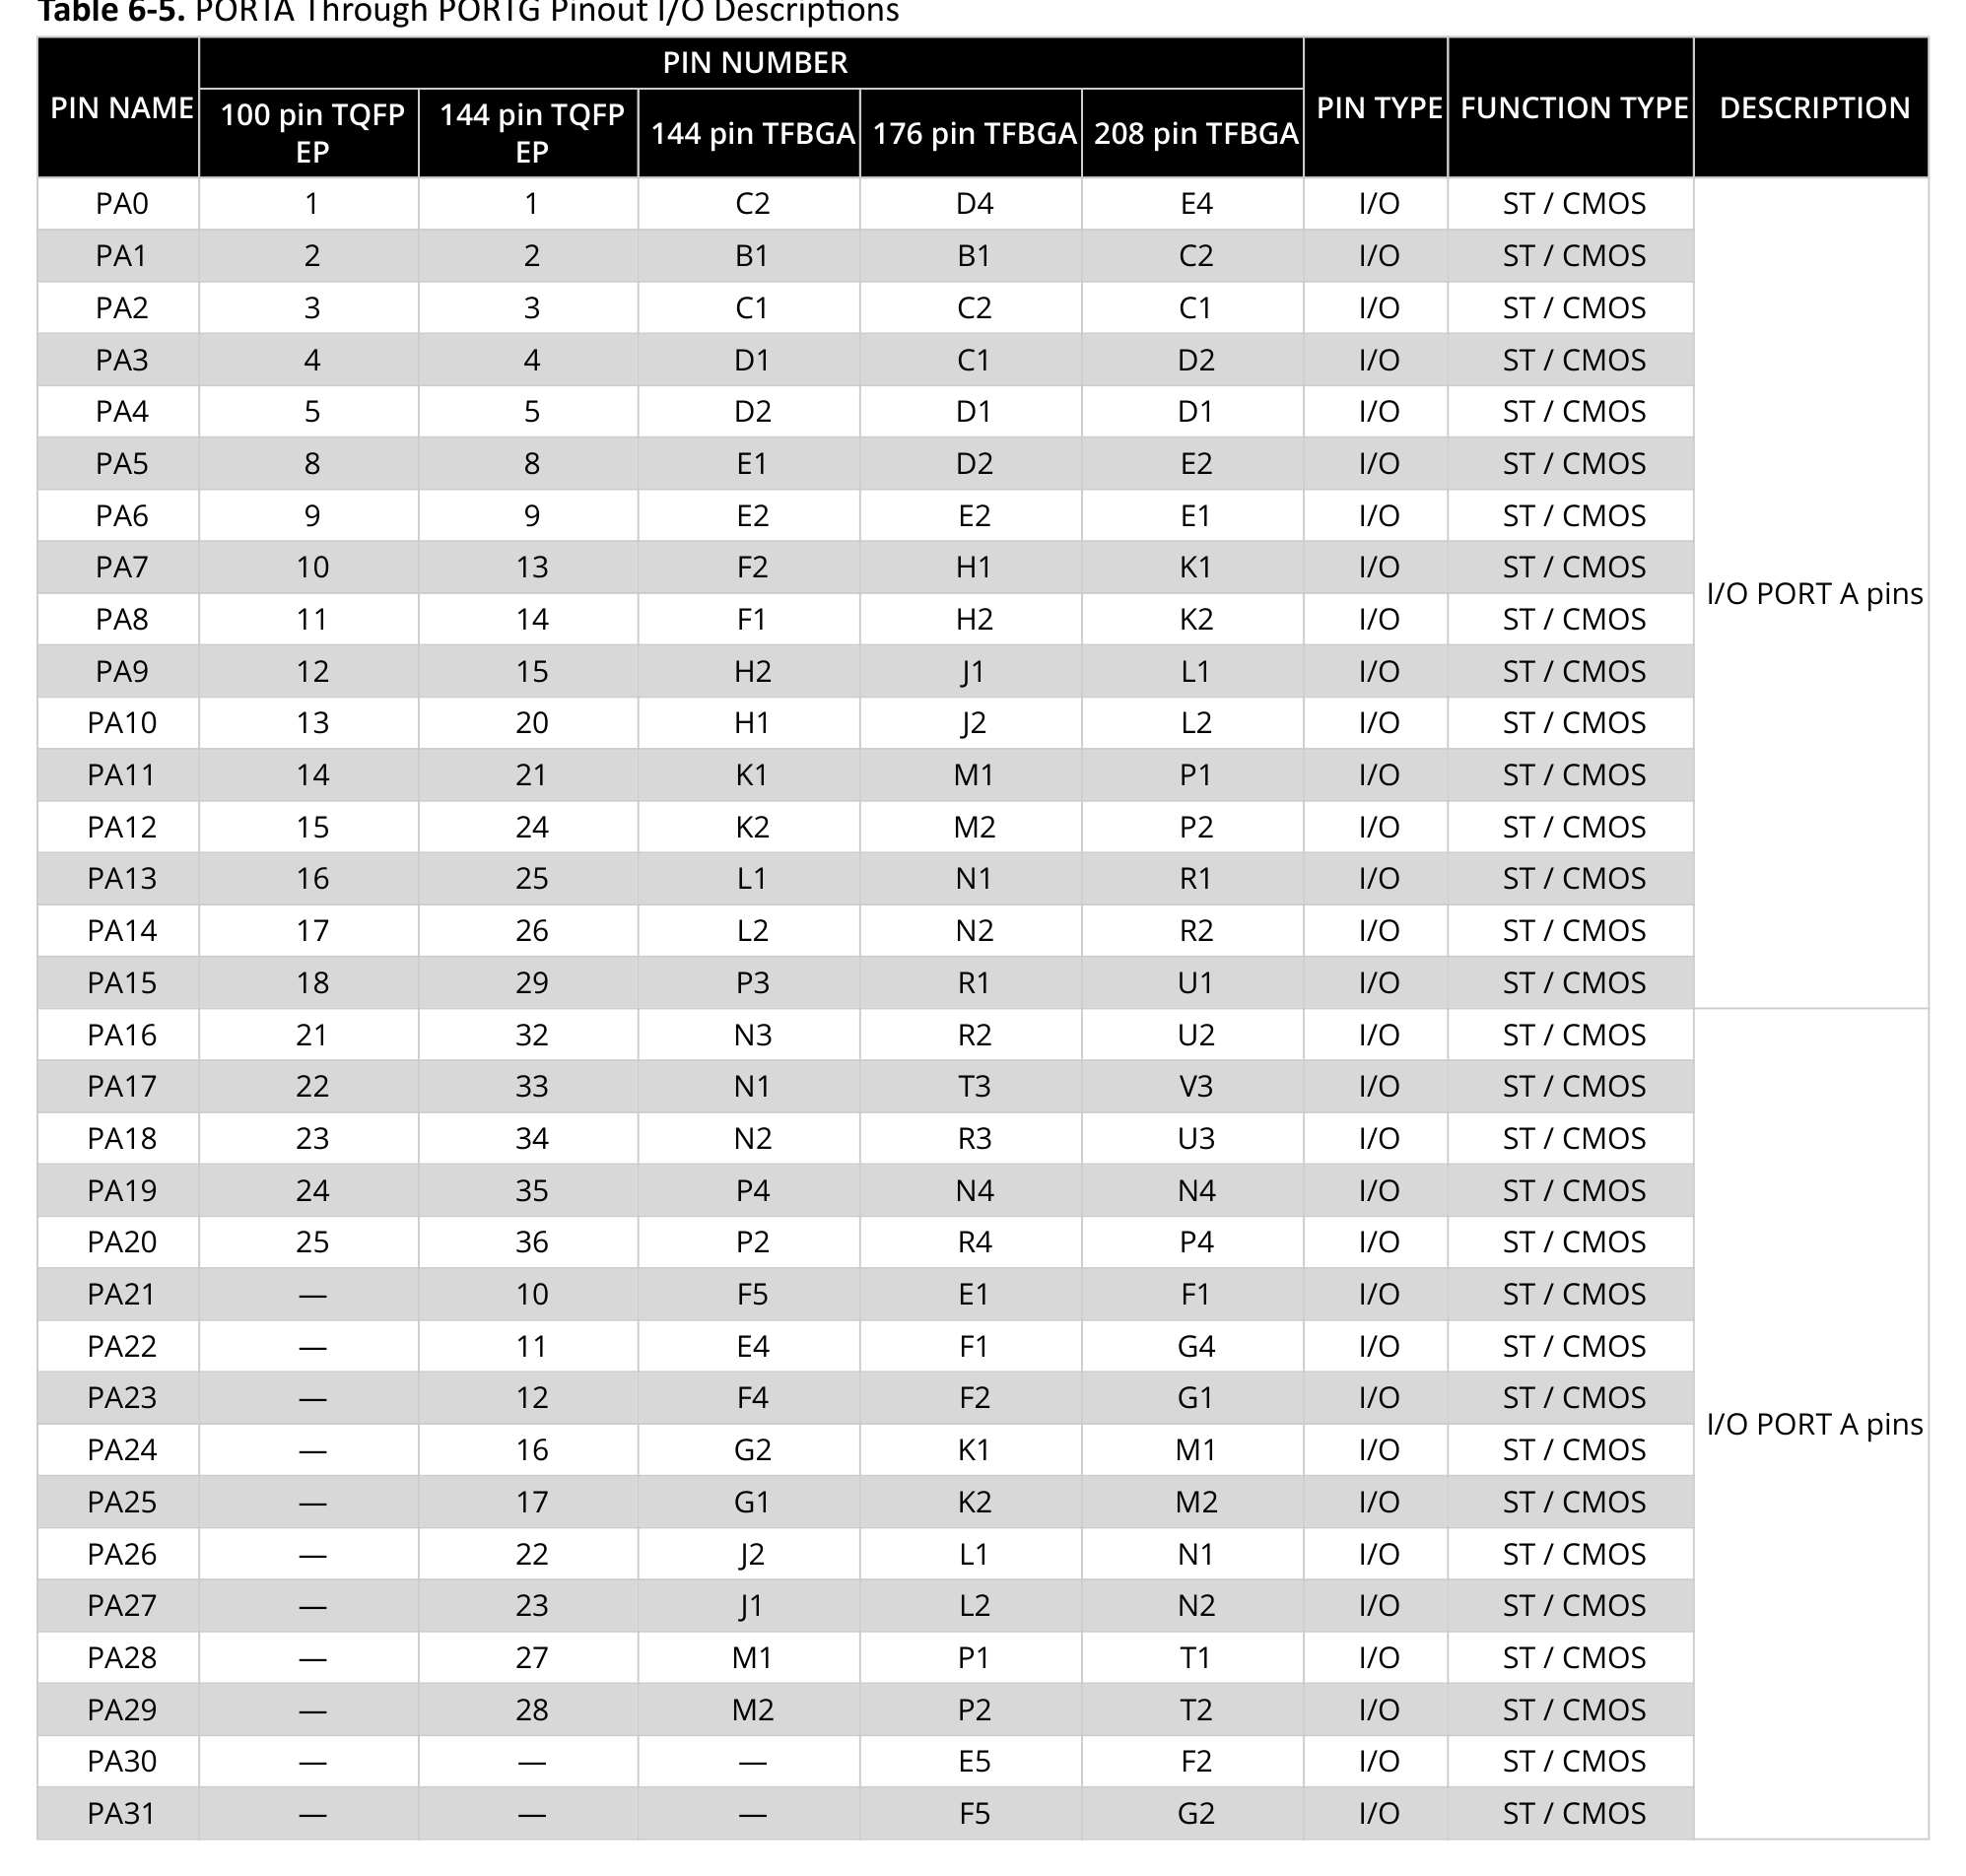 Table 6-5. PORTA Through PORTG Pinout I/O Descriptions
PIN NAME PIN NUMBER PIN TYPE FUNCTION TYPE DESCRIPTION
100 pin TQFP EP 144 pin TQFP EP 144 pin TFBGA 176 pin TFBGA 208 pin TFBGA
PA0 1 1 C2 D4 E4 I/O ST / CMOS
PA1 2 2 B1 B1 C2 I/O ST / CMOS
PA2 3 3 C1 C2 C1 I/O ST / CMOS
PA3 4 4 D1 C1 D2 I/O ST / CMOS
PA4 5 5 D2 D1 D1 I/O ST / CMOS
PA5 8 8 E1 D2 E2 I/O ST / CMOS
PA6 9 9 E2 E2 E1 I/O ST / CMOS
PA7 10 13 F2 H1 K1 I/O ST / CMOS
I/O PORT A pins
PA8 11 14 F1 H2 K2 I/O ST / CMOS
PA9 12 15 H2 J1 L1 I/O ST / CMOS
PA10 13 20 H1 J2 L2 I/O ST / CMOS
PA11 14 21 K1 M1 P1 I/O ST / CMOS
PA12 15 24 K2 M2 P2 I/O ST / CMOS
PA13 16 25 L1 N1 R1 I/O ST / CMOS
PA14 17 26 L2 N2 R2 I/O ST / CMOS
PA15 18 29 P3 R1 U1 I/O ST / CMOS
PA16 21 32 N3 R2 U2 I/O ST / CMOS
PA17 22 33 N1 T3 V3 I/O ST / CMOS
PA18 23 34 N2 R3 U3 I/O ST / CMOS
PA19 24 35 P4 N4 N4 I/O ST / CMOS
PA20 25 36 P2 R4 P4 I/O ST / CMOS
PA21 — 10 F5 E1 F1 I/O ST / CMOS
PA22 — 11 E4 F1 G4 I/O ST / CMOS
PA23 — 12 F4 F2 G1 I/O ST / CMOS
I/O PORT A pins
PA24 — 16 G2 K1 M1 I/O ST / CMOS
PA25 — 17 G1 K2 M2 I/O ST / CMOS
PA26 — 22 J2 L1 N1 I/O ST / CMOS
PA27 — 23 J1 L2 N2 I/O ST / CMOS
PA28 — 27 M1 P1 T1 I/O ST / CMOS
PA29 — 28 M2 P2 T2 I/O ST / CMOS
PA30 — — — E5 F2 I/O ST / CMOS
PA31 — — — F5 G2 I/O ST / CMOS